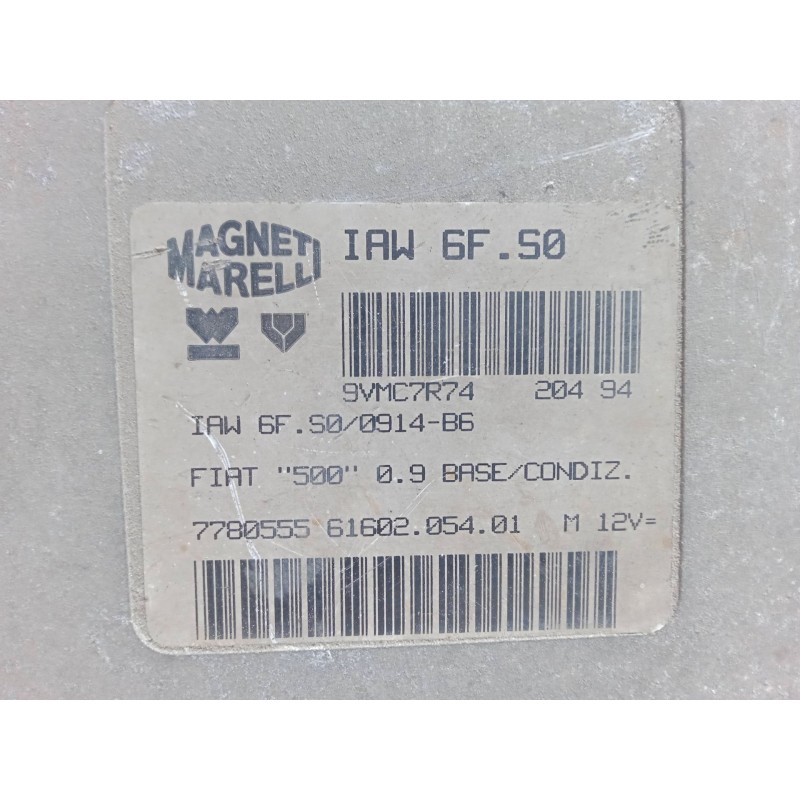 MAGNETI
MARELLI
IAW 6F.S0
9VMC7R74 204 94
IAW 6F.S0/0914-B6
FIAT "500" 0.9 BASE/CONDIZ.
7780555 61602.054.01 M 12V=